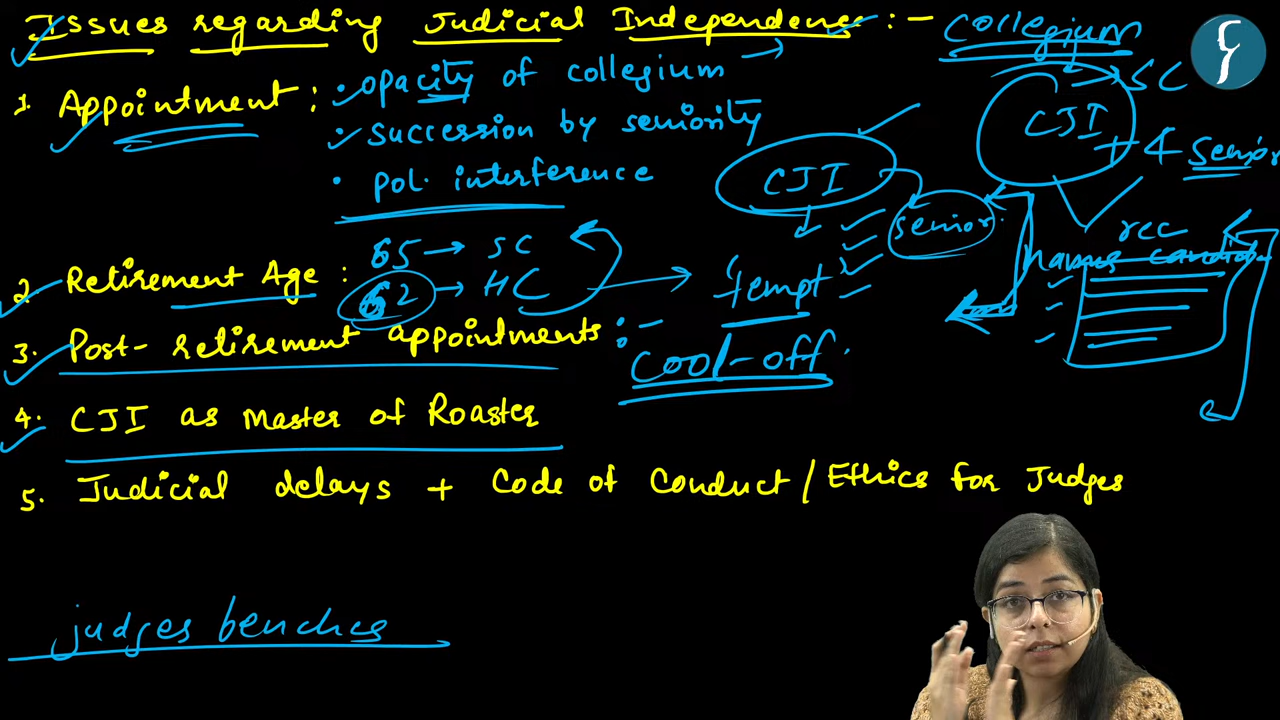 Issues regarding Judicial Independence :-
Collegium
1. Appointment :
• opacity of collegium →
• succession by seniority
• pol. interference
→ SC
CJI
+ 4 senior
CJI
senior
rec
names
2. Retirement Age :
65 → SC
62 → HC
tempt
3. Post- retirement appointments :-
Cool-off
4. CJI as Master of Roaster
5. Judicial delays + Code of Conduct / Ethics for Judges
judges benches